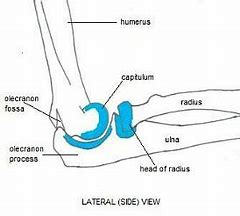 humerus
capitulum
olecranon
fossa
radius
ulna
olecranon
process
head of radius
LATERAL (SIDE) VIEW